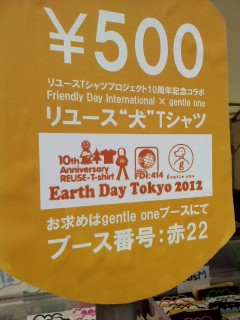 ¥500
リユースTシャツプロジェクト10周年記念コラボ
Friendly Day International × gentle one
リユース"犬"Tシャツ
10th
Anniversary
REUSE-T-shirt
FDI:414
Gentle one
Earth Day Tokyo 2012
お求めはgentle oneブースにて
ブース番号:赤22